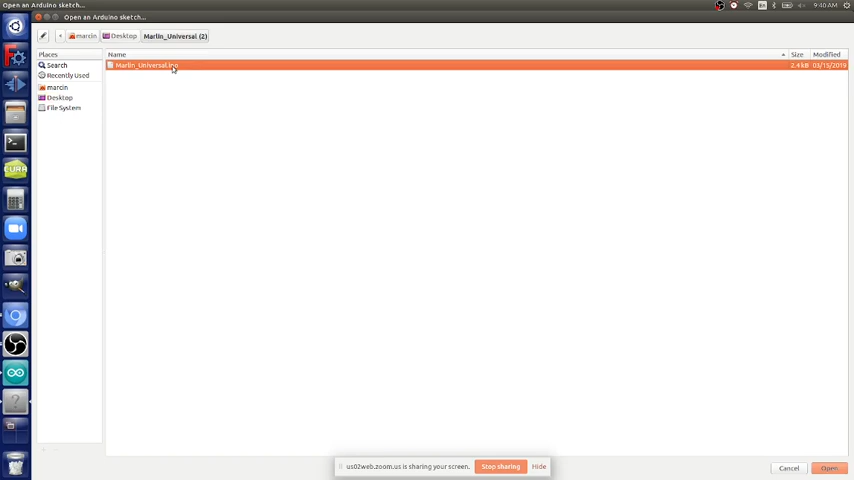 Open an Arduino sketch...
9:40 AM
Open an Arduino sketch...
marcin Desktop Marlin_Universal (2)
Places Name Size Modified
Search Marlin_Universal.ino 2.4 kB 03/15/2019
Recently Used
marcin
Desktop
File System
CURA
us02web.zoom.us is sharing your screen. Stop sharing Hide
Cancel Open